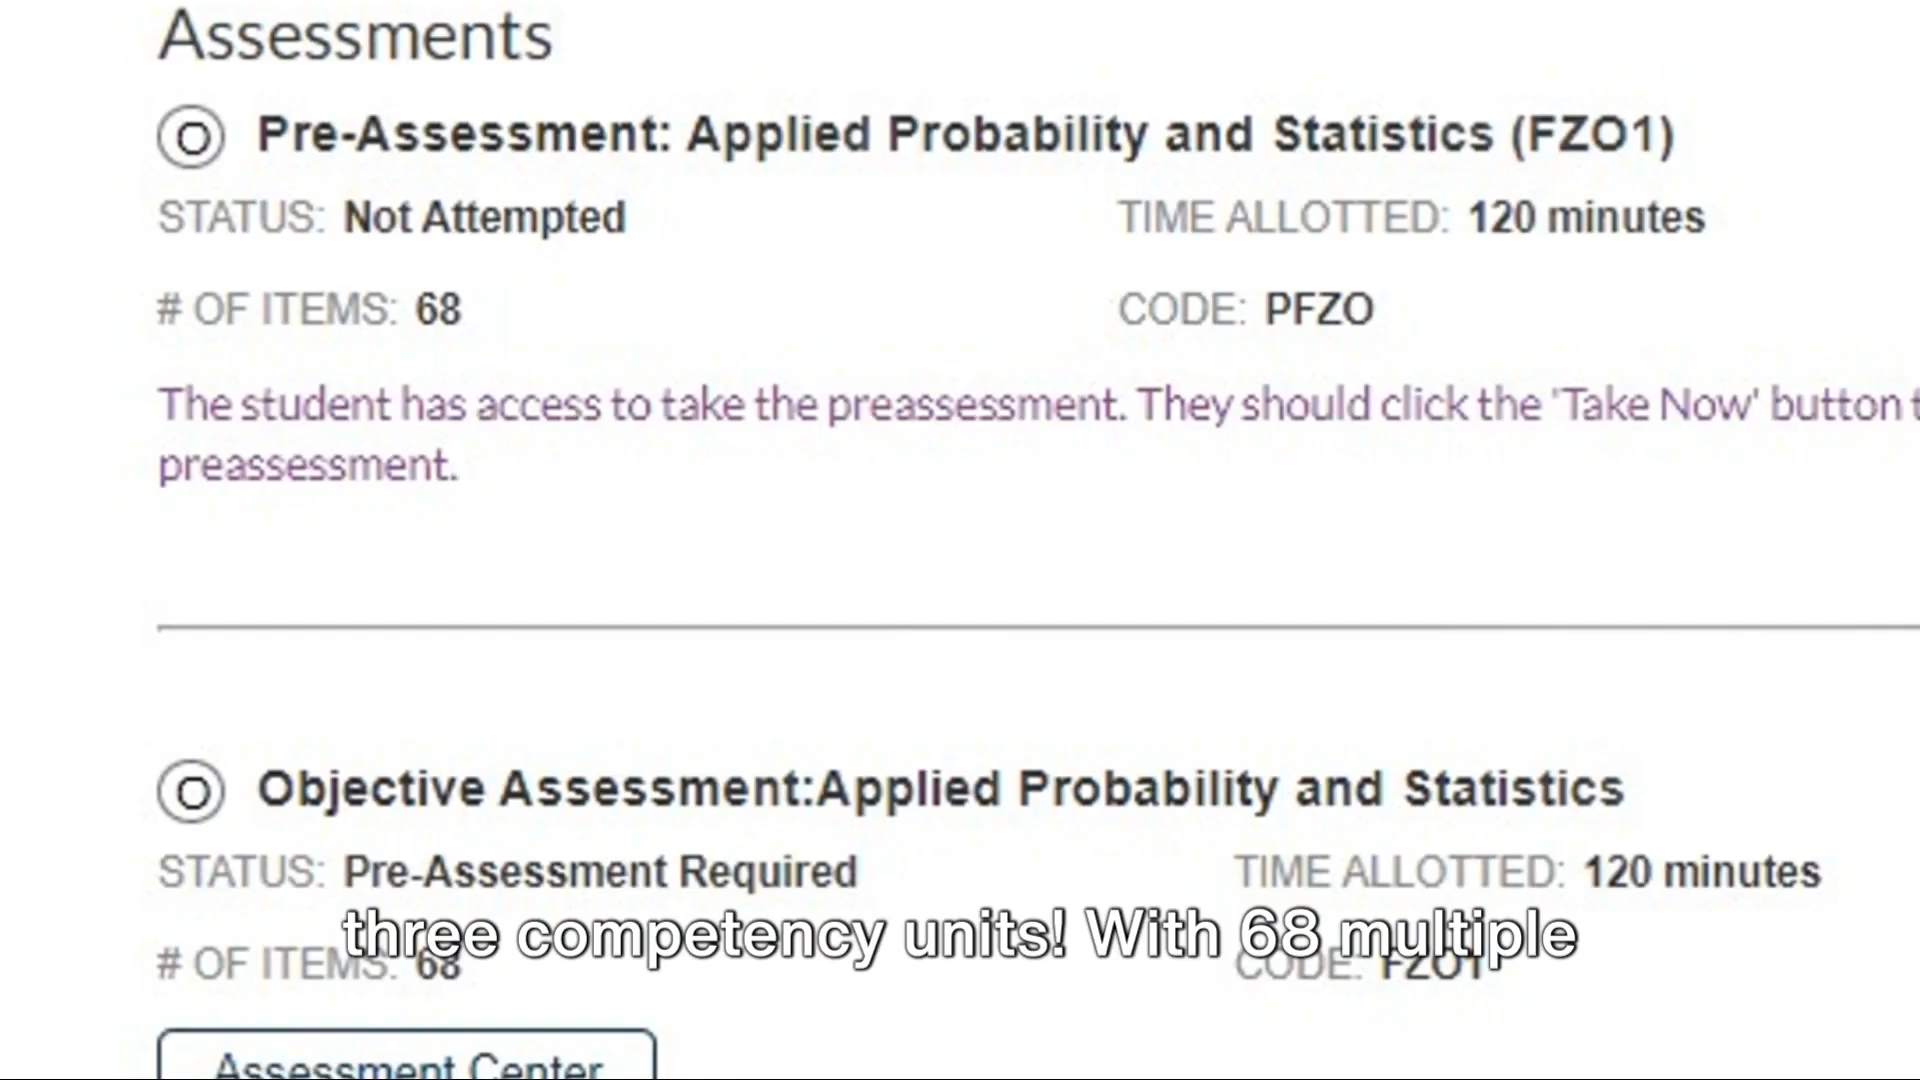 Assessments
Pre-Assessment: Applied Probability and Statistics (FZO1)
STATUS: Not Attempted
TIME ALLOTTED: 120 minutes
# OF ITEMS: 68
CODE: PFZO
The student has access to take the preassessment. They should click the 'Take Now' button t
preassessment.
Objective Assessment:Applied Probability and Statistics
STATUS: Pre-Assessment Required
TIME ALLOTTED: 120 minutes
# OF ITEMS: 68
CODE: FZO1
three competency units! With 68 multiple
Assessment Center